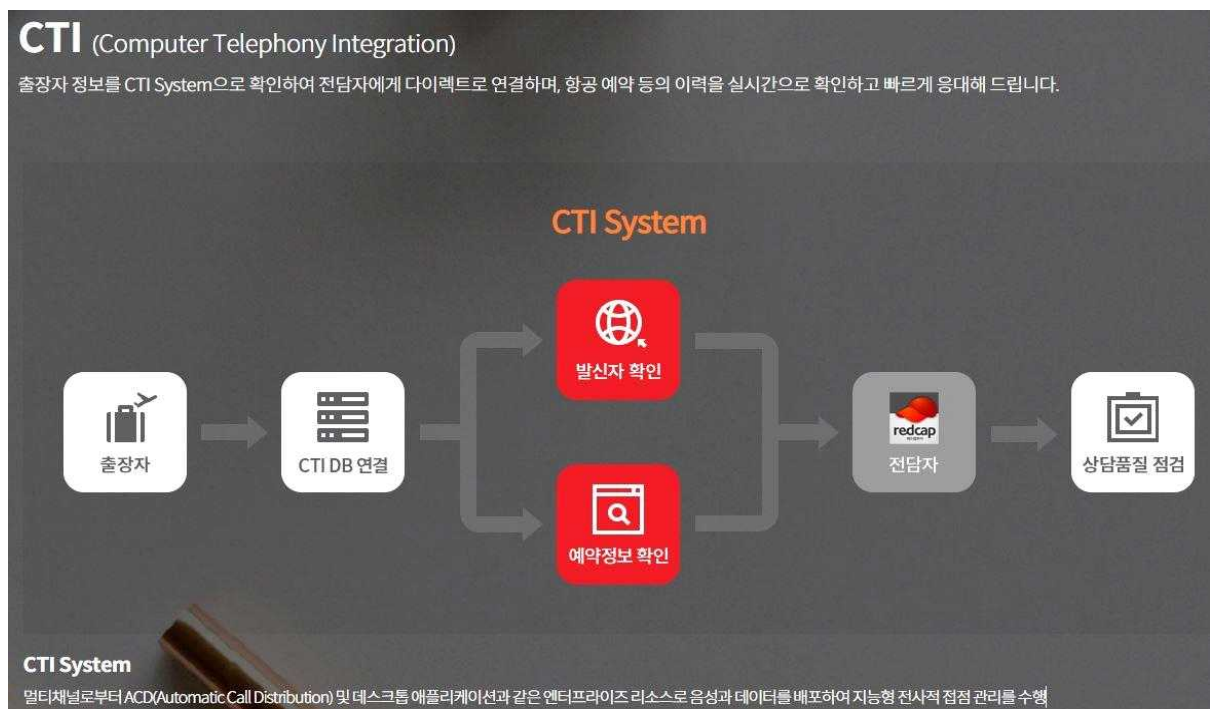 CTI (Computer Telephony Integration)
출장자 정보를 CTI System으로 확인하여 전담자에게 다이렉트로 연결하며, 항공 예약 등의 이력을 실시간으로 확인하고 빠르게 응대해 드립니다.
CTI System
발신자 확인
출장자
CTI DB 연결
redcap
전담자
상담품질 점검
예약정보 확인
CTI System
멀티채널로부터 ACD(Automatic Call Distribution) 및 데스크톱 애플리케이션과 같은 엔터프라이즈 리소스로 음성과 데이터를 배포하여 지능형 전사적 접점 관리를 수행